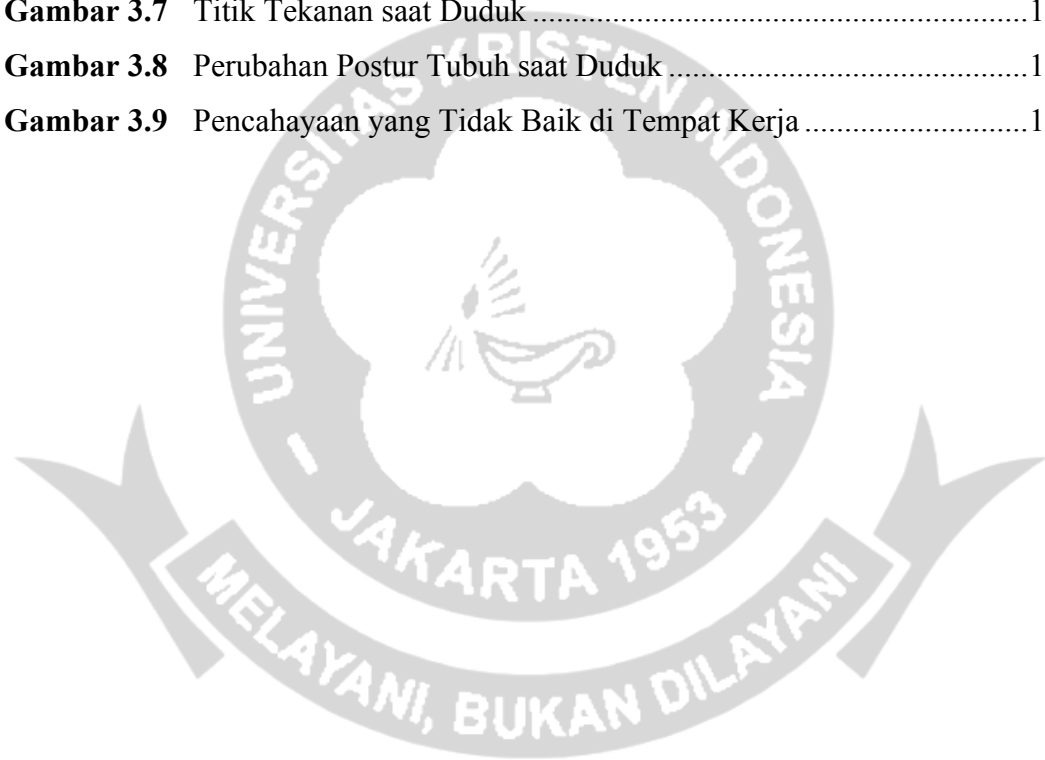 Gambar 3.7 Titik Tekanan saat Duduk ........................................................................ 1
Gambar 3.8 Perubahan Postur Tubuh saat Duduk .................................................... 1
Gambar 3.9 Pencahayaan yang Tidak Baik di Tempat Kerja ................................ 1
UNIVERSITAS KRISTEN INDONESIA
- JAKARTA 1953 -
MELAYANI, BUKAN DILAYANI